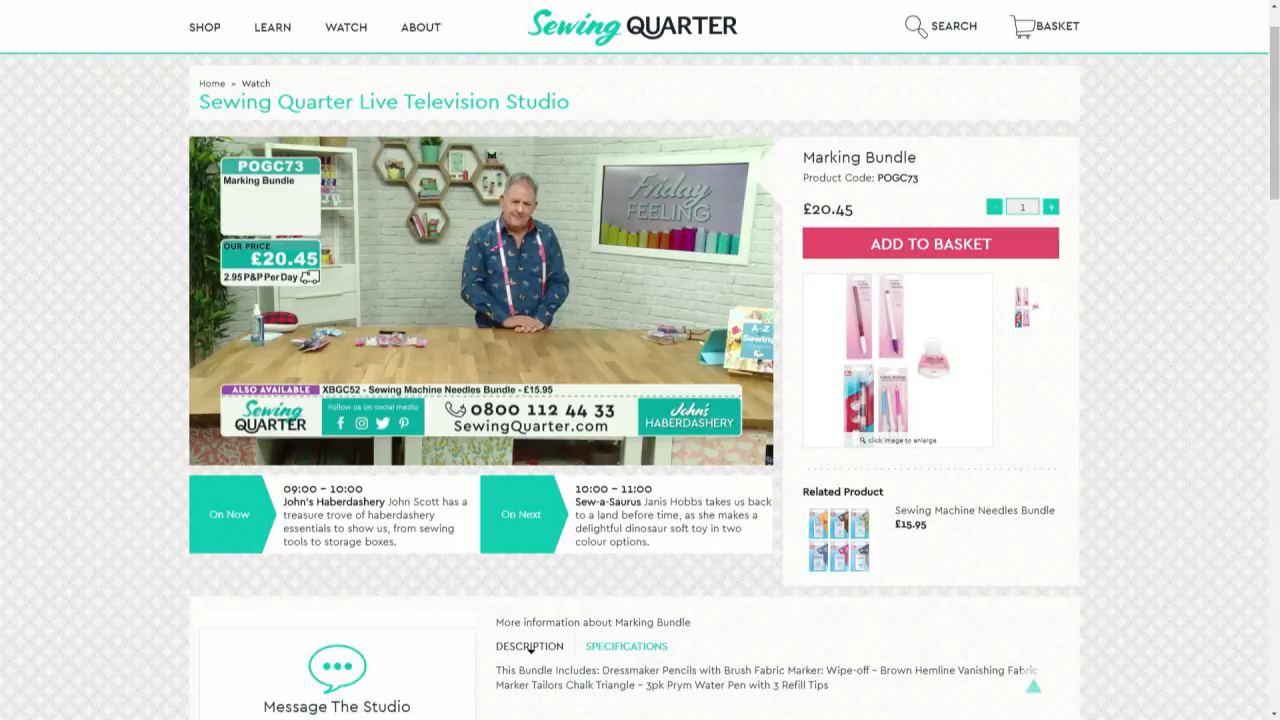 SHOP
LEARN
WATCH
ABOUT
Sewing QUARTER
SEARCH
BASKET
Home > Watch
Sewing Quarter Live Television Studio
POGC73
Marking Bundle
OUR PRICE
£20.45
2.95 P&P Per Day
Friday
FEELING
A-Z
Sewing
ALSO AVAILABLE XBGC52 - Sewing Machine Needles Bundle - £15.95
Sewing
QUARTER
Follow us on social media
0800 112 44 33
SewingQuarter.com
John's
HABERDASHERY
Marking Bundle
Product Code: POGC73
£20.45
- 1 +
ADD TO BASKET
click image to enlarge
Related Product
Sewing Machine Needles Bundle
£15.95
On Now
09:00 - 10:00
John's Haberdashery John Scott has a
treasure trove of haberdashery
essentials to show us, from sewing
tools to storage boxes.
On Next
10:00 - 11:00
Sew-a-Saurus Janis Hobbs takes us back
to a land before time, as she makes a
delightful dinosaur soft toy in two
colour options.
Message The Studio
More information about Marking Bundle
DESCRIPTION
SPECIFICATIONS
This Bundle Includes: Dressmaker Pencils with Brush Fabric Marker: Wipe-off - Brown Hemline Vanishing Fabric
Marker Tailors Chalk Triangle - 3pk Prym Water Pen with 3 Refill Tips